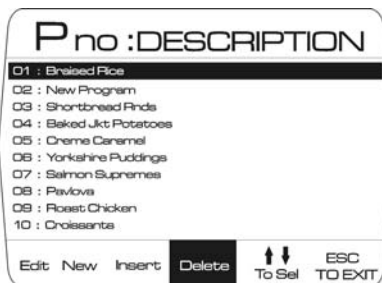 P no :DESCRIPTION
01 : Braised Rice
02 : New Program
03 : Shortbread Rnds
04 : Baked Jkt Potatoes
05 : Creme Caramel
06 : Yorkshire Puddings
07 : Salmon Supremes
08 : Pavlova
09 : Roast Chicken
10 : Croissants
Edit New Insert Delete To Sel ESC TO EXIT